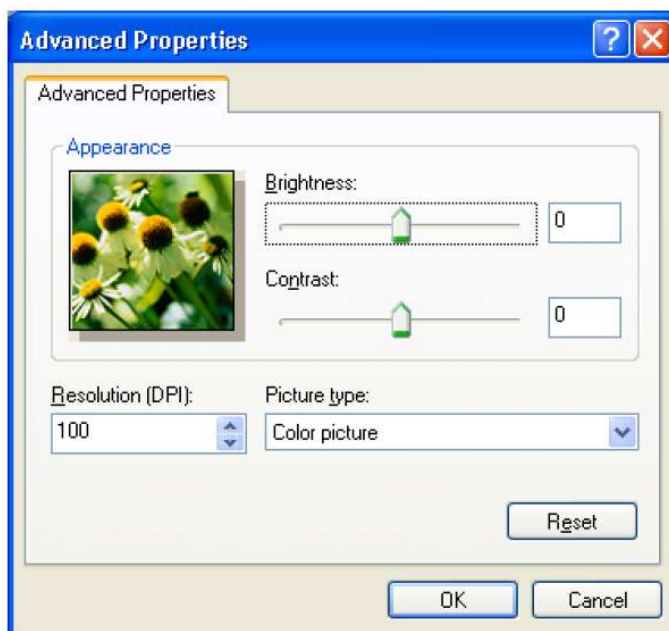 Advanced Properties
Advanced Properties
Appearance
Brightness:
0
Contrast:
0
Resolution (DPI):
Picture type:
100
Color picture
Reset
OK
Cancel